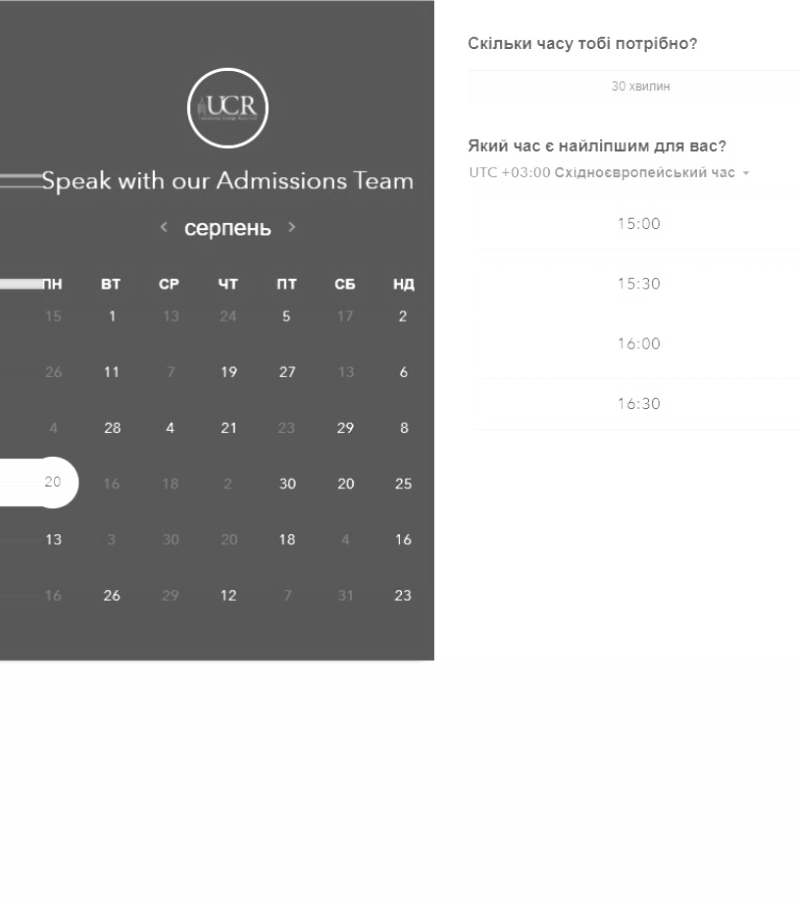 UCR
Speak with our Admissions Team
< серпень >
ПН ВТ СР ЧТ ПТ СБ НД
15 1 13 24 5 17 2
26 11 7 19 27 13 6
4 28 4 21 23 29 8
20 16 18 2 30 20 25
13 3 30 20 18 4 16
16 26 29 12 7 31 23
Скільки часу тобі потрібно?
30 хвилин
Який час є найліпшим для вас?
UTC +03:00 Східноєвропейський час
15:00
15:30
16:00
16:30